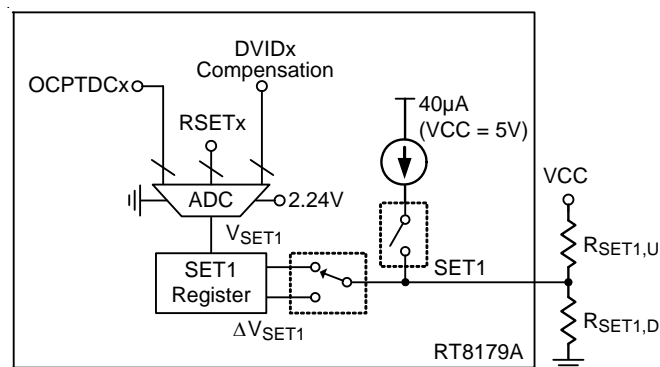 DVIDx
Compensation
OCPTDCx
RSETx
40µA
(VCC = 5V)
ADC
2.24V
VCC
VSET1
RSET1,U
SET1
Register
SET1
ΔVSET1
RSET1,D
RT8179A